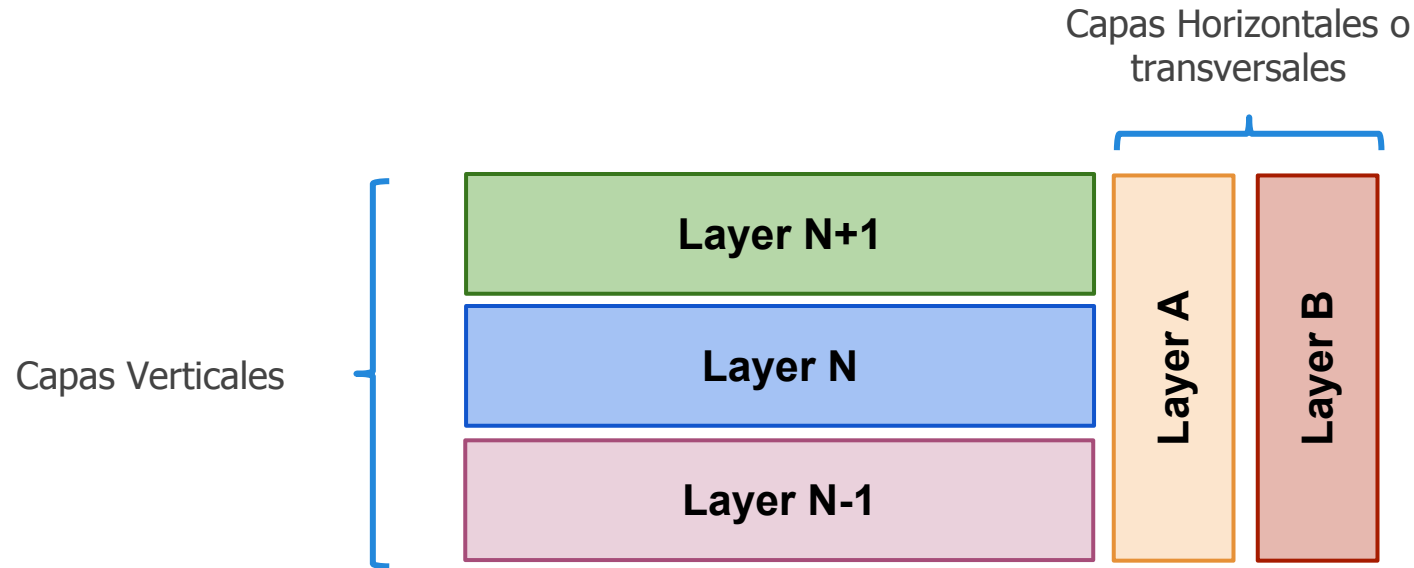 Capas Horizontales o
transversales
Layer N+1
Capas Verticales
Layer N
Layer N-1
Layer A
Layer B